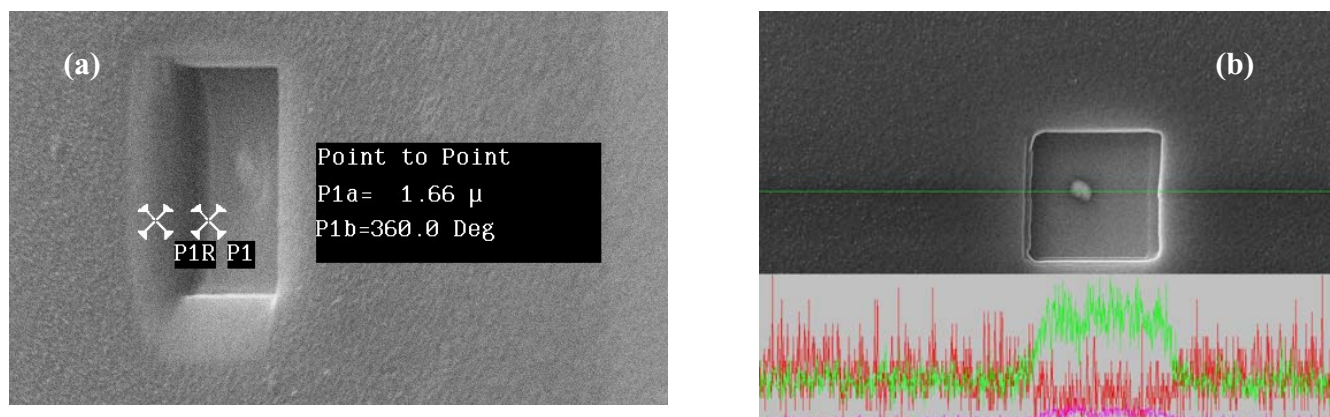 (a)
Point to Point
P1a= 1.66 μ
P1b=360.0 Deg
P1R P1
(b)